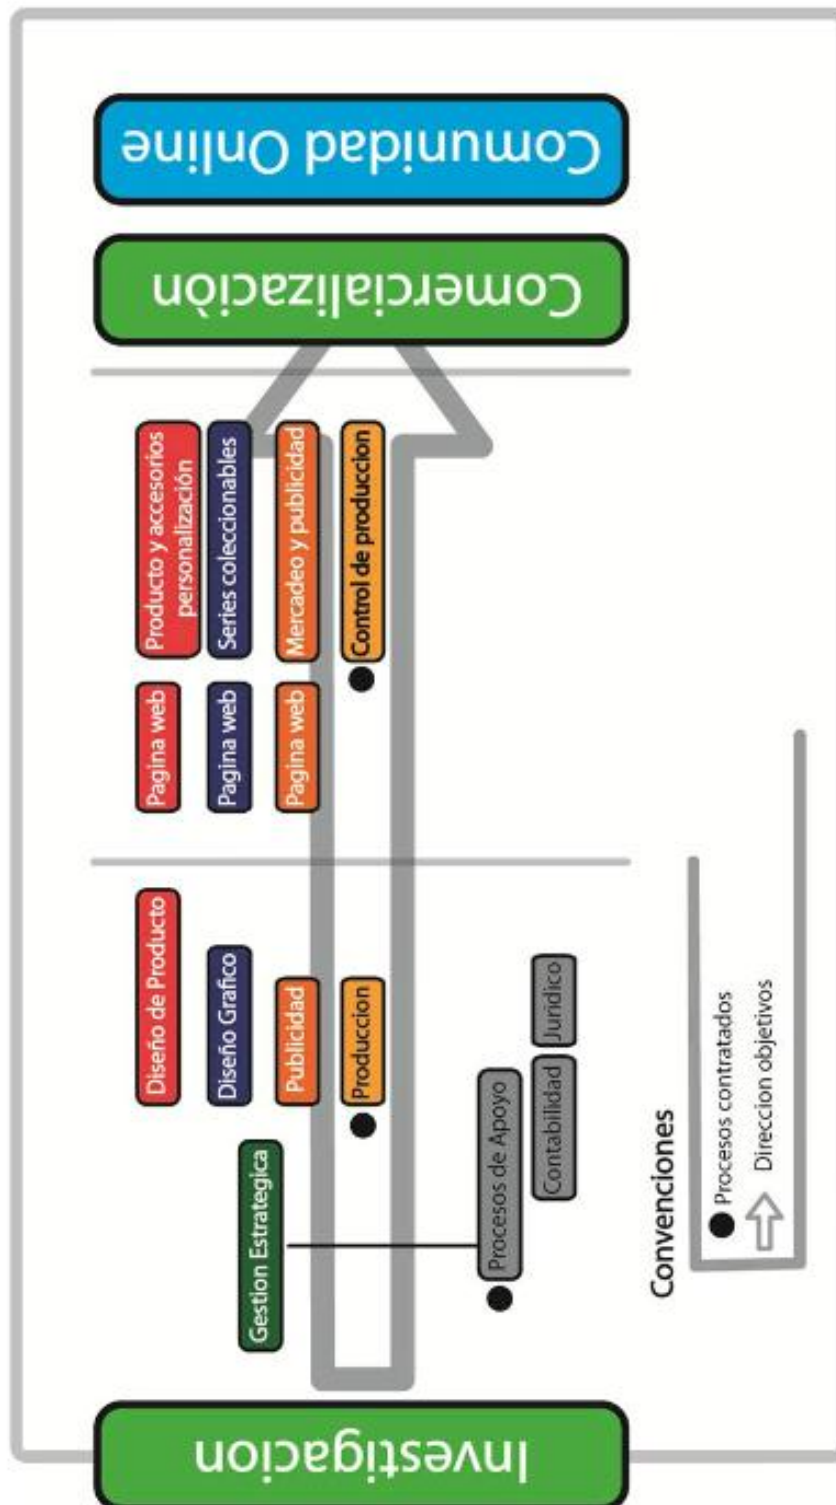 Investigacion
Gestion Estrategica
Diseño de Producto
Diseño Grafico
Publicidad
Produccion
Procesos de Apoyo
Contabilidad
Juridico
Pagina web
Pagina web
Pagina web
Producto y accesorios
personalización
Series coleccionables
Mercadeo y publicidad
Control de produccion
Comercializaciòn
Comunidad Online
Convenciones
Procesos contratados
Direccion objetivos